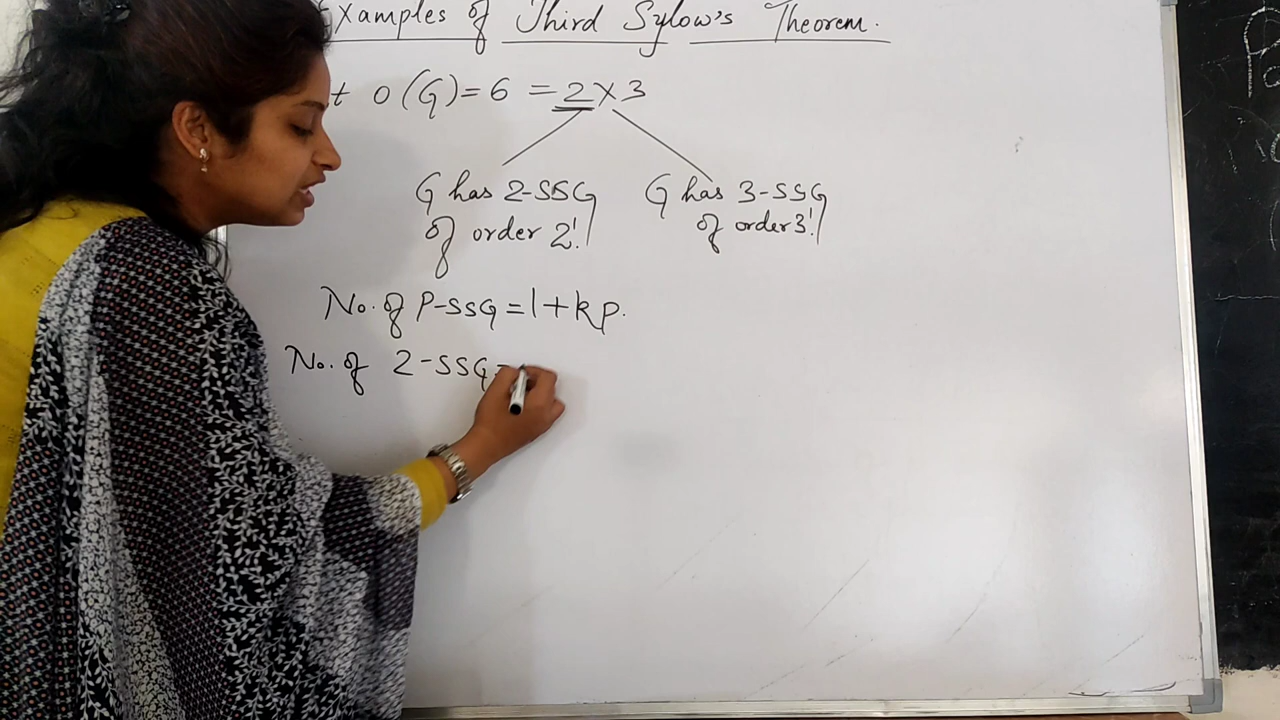 Examples of Third Sylow's Theorem.
t o(G) = 6 = 2 x 3
G has 2-SSG G has 3-SSG
of order 2! of order 3!
No. of P-SSG = 1 + kp.
No. of 2-SSG =